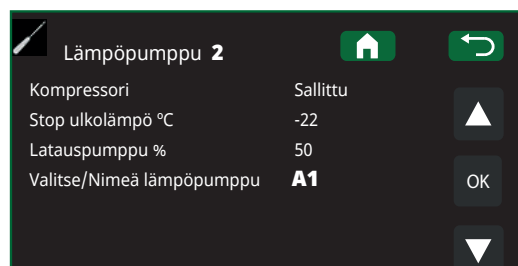 Lämpöpumppu 2
Kompressori Sallittu
Stop ulkolämpö ºC -22
Latauspumppu % 50
Valitse/Nimeä lämpöpumppu A1
OK